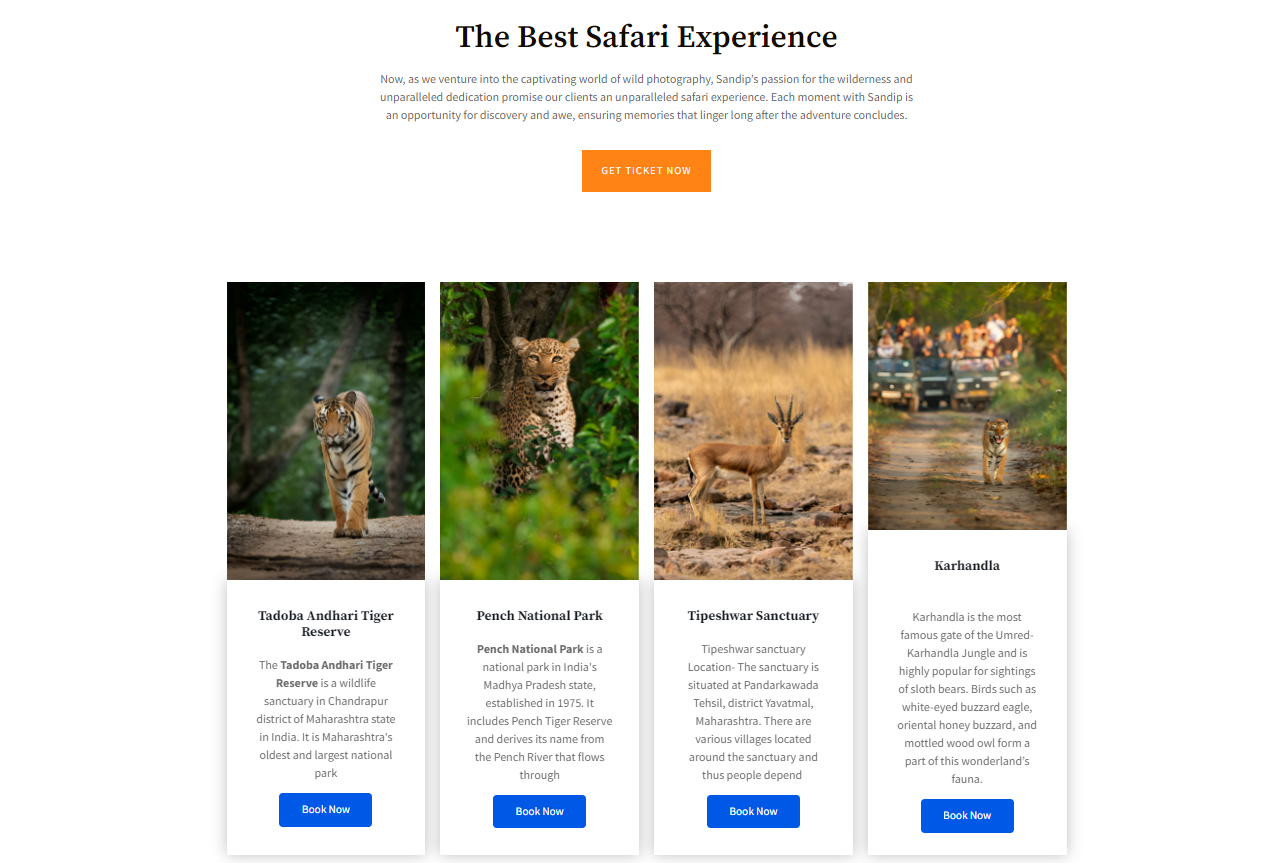 The Best Safari Experience
Now, as we venture into the captivating world of wild photography, Sandip's passion for the wilderness and
unparalleled dedication promise our clients an unparalleled safari experience. Each moment with Sandip is
an opportunity for discovery and awe, ensuring memories that linger long after the adventure concludes.
GET TICKET NOW
Tadoba Andhari Tiger
Reserve
The Tadoba Andhari Tiger
Reserve is a wildlife
sanctuary in Chandrapur
district of Maharashtra state
in India. It is Maharashtra's
oldest and largest national
park
Book Now
Pench National Park
Pench National Park is a
national park in India's
Madhya Pradesh state,
established in 1975. It
includes Pench Tiger Reserve
and derives its name from
the Pench River that flows
through
Book Now
Tipeshwar Sanctuary
Tipeshwar sanctuary
Location- The sanctuary is
situated at Pandarkawada
Tehsil, district Yavatmal,
Maharashtra. There are
various villages located
around the sanctuary and
thus people depend
Book Now
Karhandla
Karhandla is the most
famous gate of the Umred-
Karhandla Jungle and is
highly popular for sightings
of sloth bears. Birds such as
white-eyed buzzard eagle,
oriental honey buzzard, and
mottled wood owl form a
part of this wonderland's
fauna.
Book Now